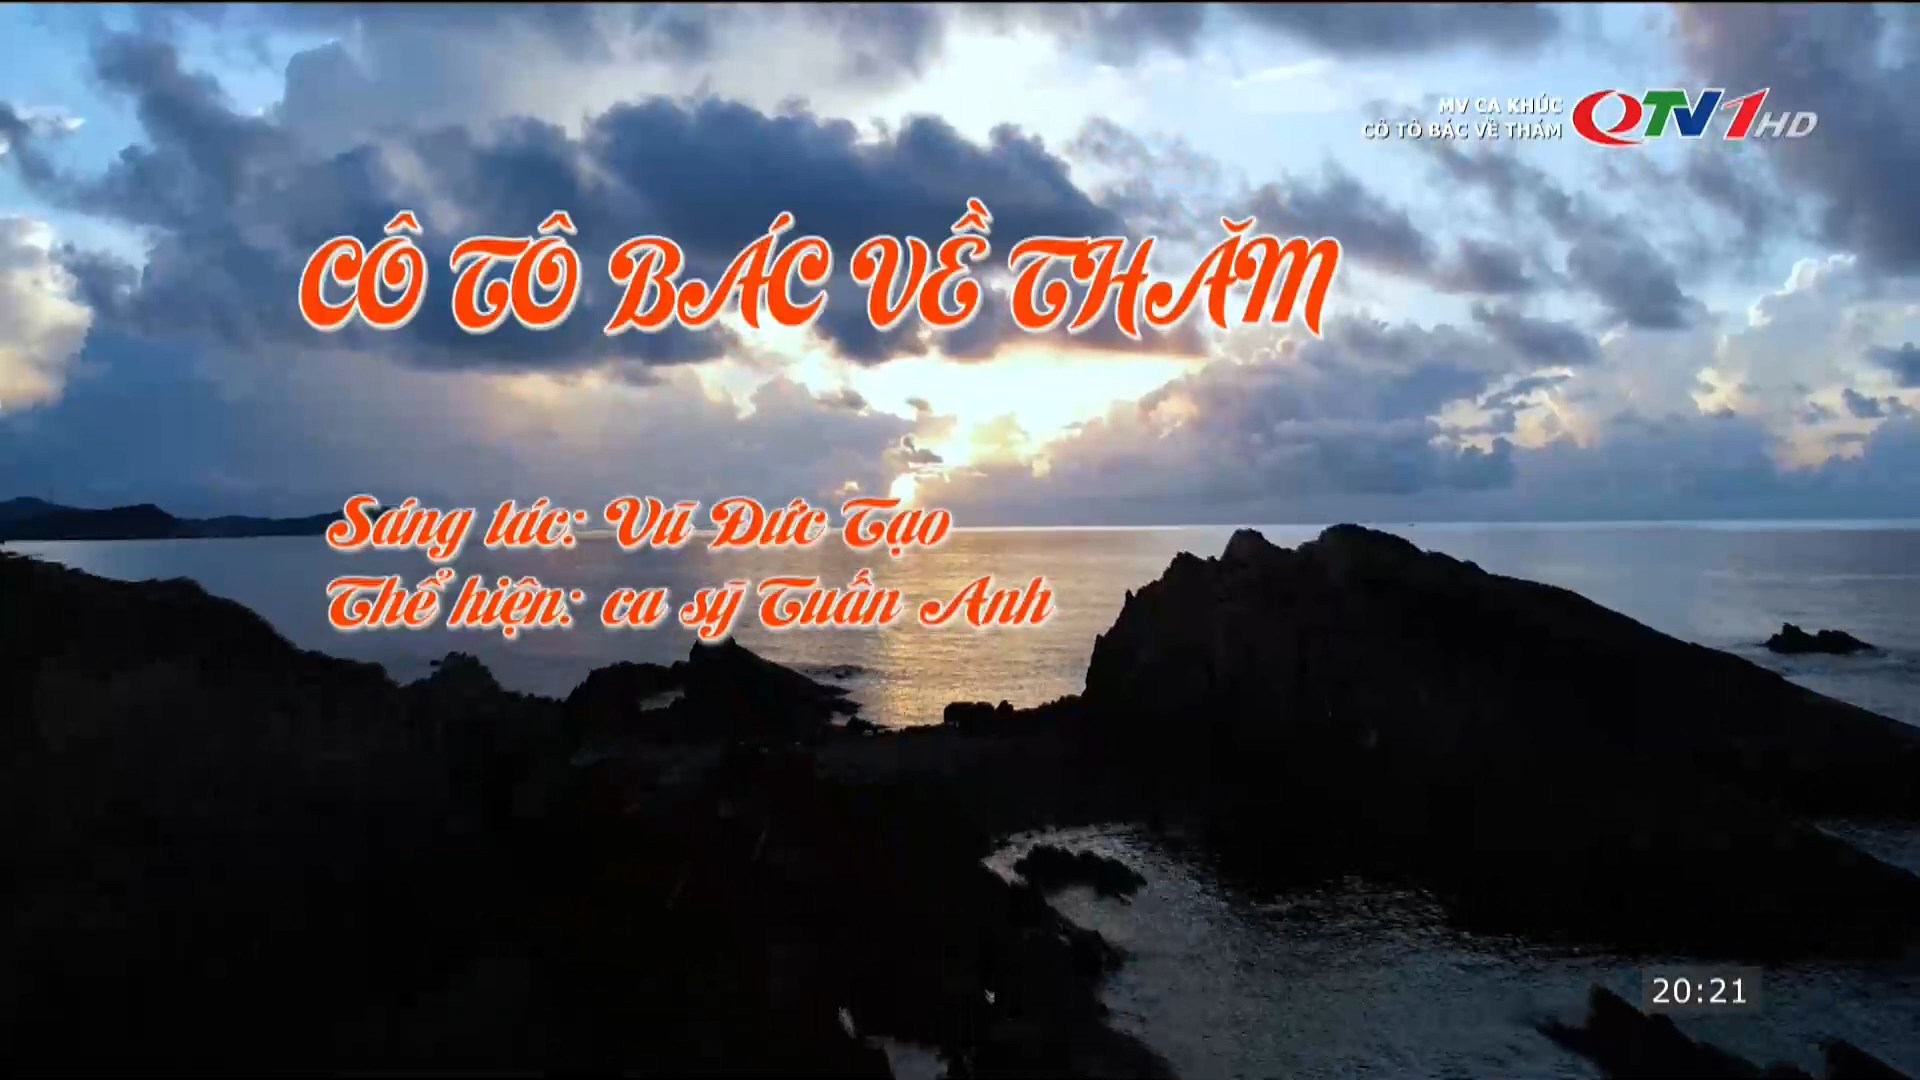 MV CA KHÚC
CÔ TÔ BÁC VỀ THĂM
QTV1HD
CÔ TÔ BÁC VỀ THĂM
Sáng tác: Vũ Đức Tạo
Thể hiện: ca sỹ Tuấn Anh
20:21